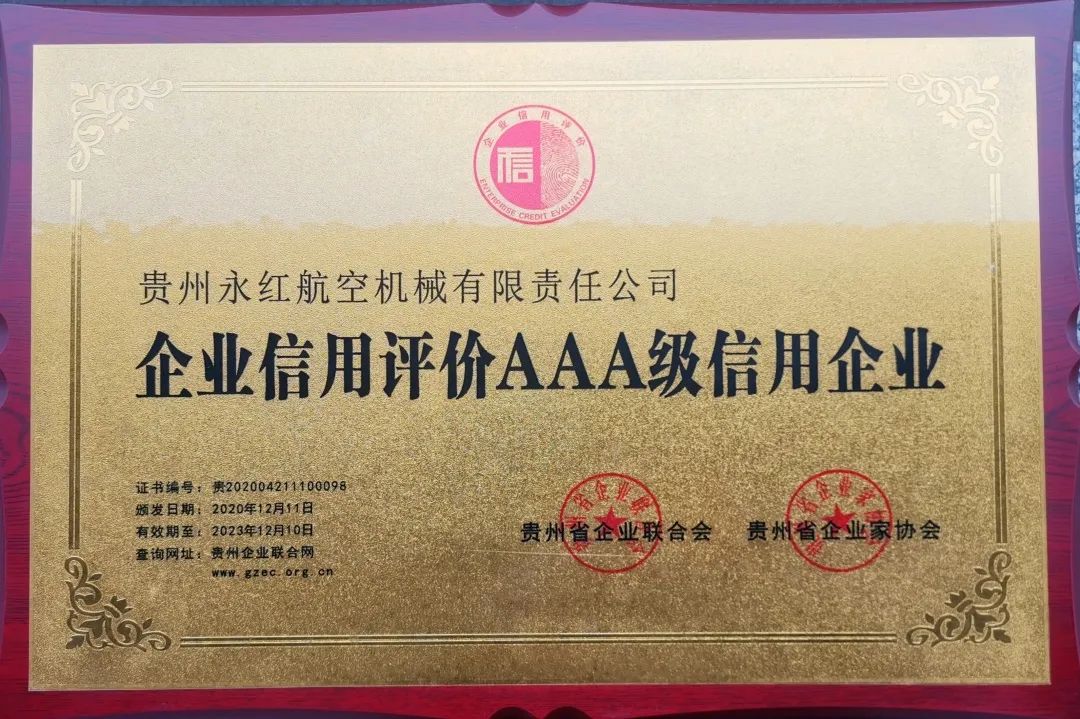 企业信用评价
信
ENTERPRISE CREDIT EVALUATION
贵州永红航空机械有限责任公司
企业信用评价AAA级信用企业
证书编号：贵202004211100098
颁发日期：2020年12月11日
有效期至：2023年12月10日
查询网址：贵州企业联合网
www.gzec.org.cn
贵州省企业联合会
贵州省企业家协会